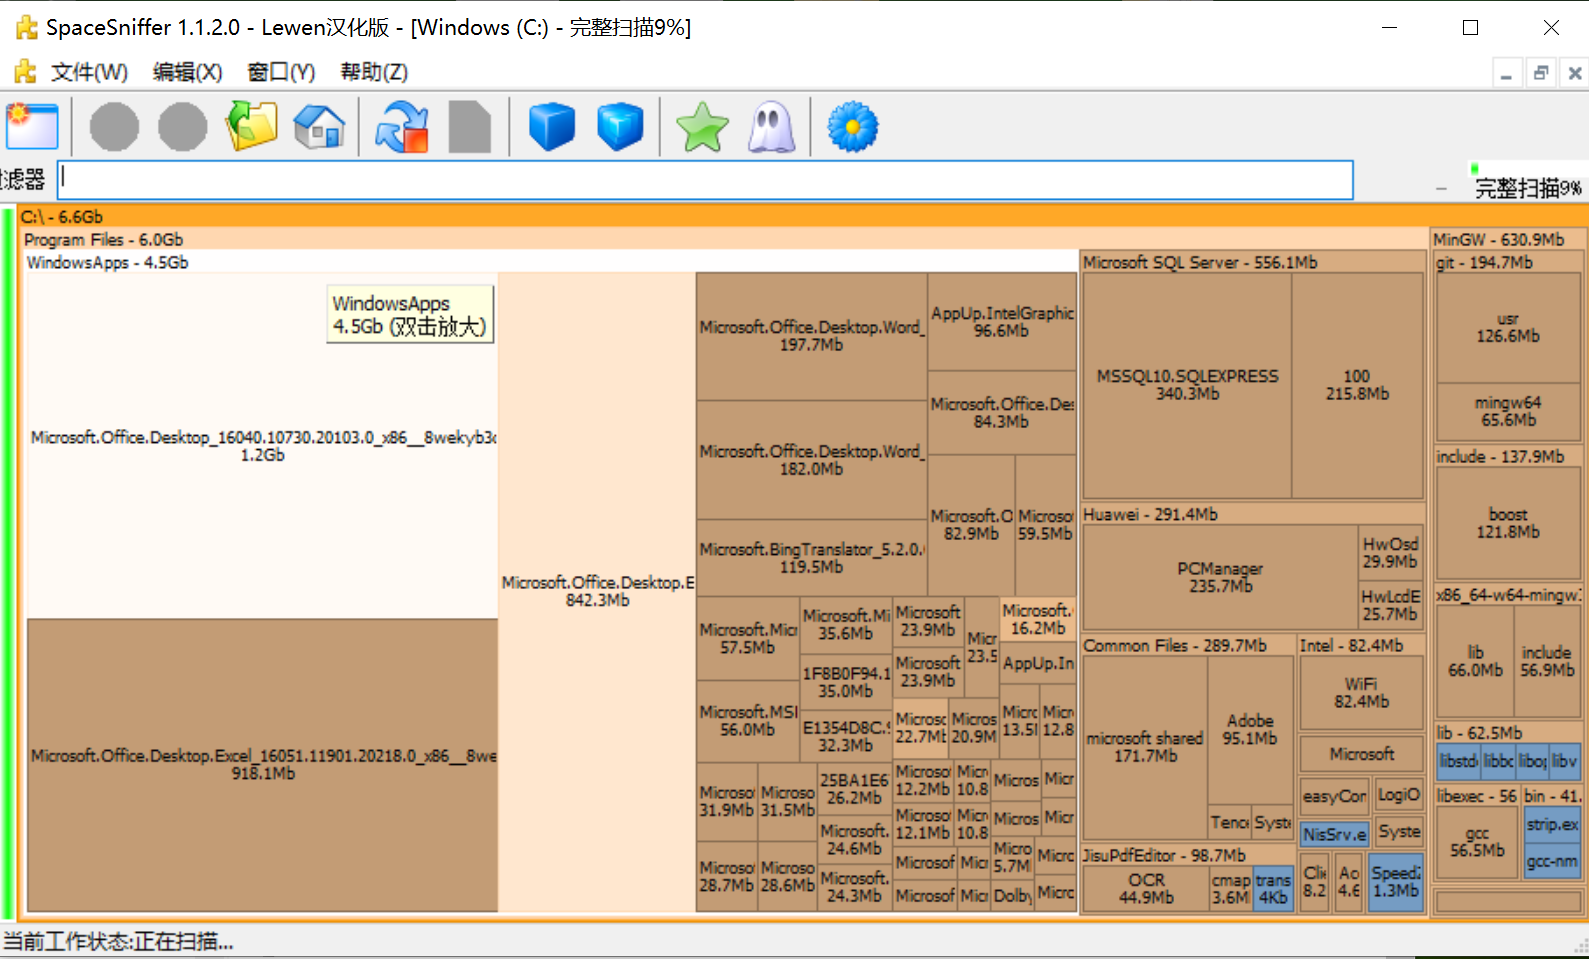 SpaceSniffer 1.1.2.0 - Lewen汉化版 - [Windows (C:) - 完整扫描9%]
文件(W) 编辑(X) 窗口(Y) 帮助(Z)
滤器
完整扫描9%
C:\ - 6.6Gb
Program Files - 6.0Gb
WindowsApps - 4.5Gb
WindowsApps
4.5Gb (双击放大)
Microsoft.Office.Desktop_16040.10730.20103.0_x86__8wekyb3d
1.2Gb
Microsoft.Office.Desktop.Excel_16051.11901.20218.0_x86__8we
918.1Mb
Microsoft.Office.Desktop.E
842.3Mb
Microsoft.Office.Desktop.Word_
197.7Mb
Microsoft.Office.Desktop.Word_
182.0Mb
Microsoft.BingTranslator_5.2.0.
119.5Mb
AppUp.IntelGraphic
96.6Mb
Microsoft.Office.Des
84.3Mb
Microsoft.O
82.9Mb
Microso
59.5Mb
Microsoft.Micr
57.5Mb
Microsoft.MSI
56.0Mb
Microsoft.Mi
35.6Mb
1F8B0F94.1
35.0Mb
E1354D8C.
32.3Mb
Microsoft
23.9Mb
Microsoft
23.9Mb
Micr
23.5
Microsoft.
16.2Mb
AppUp.In
Microsc
22.7Mb
Micros
20.9M
Micr
13.5
Micr
12.8
Microso
31.9Mb
Microso
31.5Mb
25BA1E6
26.2Mb
Microsoft.
24.6Mb
Microso
28.7Mb
Microso
28.6Mb
Microsoft.
24.3Mb
Microso
12.2Mb
Micr
10.8
Micros
Micr
Microso
12.1Mb
Micr
10.8
Micros
Micr
Microsof
Micr
Micro
5.7M
Micrc
Microsof
Micr
Dolby
Micrc
Microsoft SQL Server - 556.1Mb
MSSQL10.SQLEXPRESS
340.3Mb
100
215.8Mb
Huawei - 291.4Mb
PCManager
235.7Mb
HwOsd
29.9Mb
HwLcdE
25.7Mb
Common Files - 289.7Mb
microsoft shared
171.7Mb
Adobe
95.1Mb
Tence
Syste
JisuPdfEditor - 98.7Mb
OCR
44.9Mb
cmap
3.6M
trans
4Kb
Intel - 82.4Mb
WiFi
82.4Mb
Microsoft
easyCon
LogiO
NisSrv.e
Syste
Cli
8.2
Ao
4.6
Speed
1.3Mb
MinGW - 630.9Mb
git - 194.7Mb
usr
126.6Mb
mingw64
65.6Mb
include - 137.9Mb
boost
121.8Mb
x86_64-w64-mingw
lib
66.0Mb
include
56.9Mb
lib - 62.5Mb
libstd
libbo
libop
libv
libexec - 56
bin - 41.
gcc
56.5Mb
strip.ex
gcc-nm
当前工作状态:正在扫描...